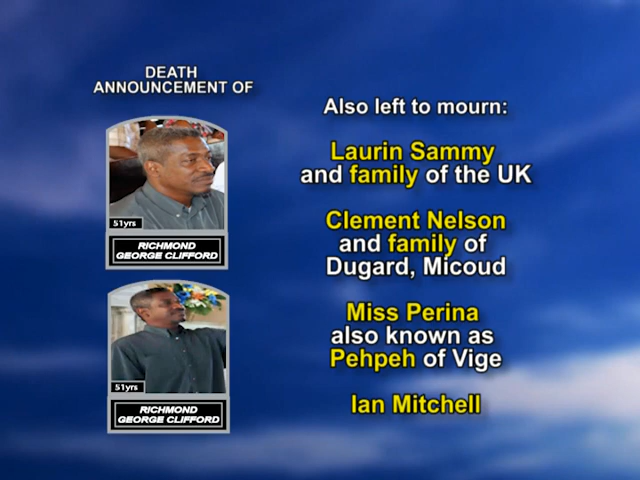 DEATH
ANNOUNCEMENT OF
51yrs
RICHMOND
GEORGE CLIFFORD
51yrs
RICHMOND
GEORGE CLIFFORD
Also left to mourn:
Laurin Sammy
and family of the UK
Clement Nelson
and family of
Dugard, Micoud
Miss Perina
also known as
Pehpeh of Vige
Ian Mitchell